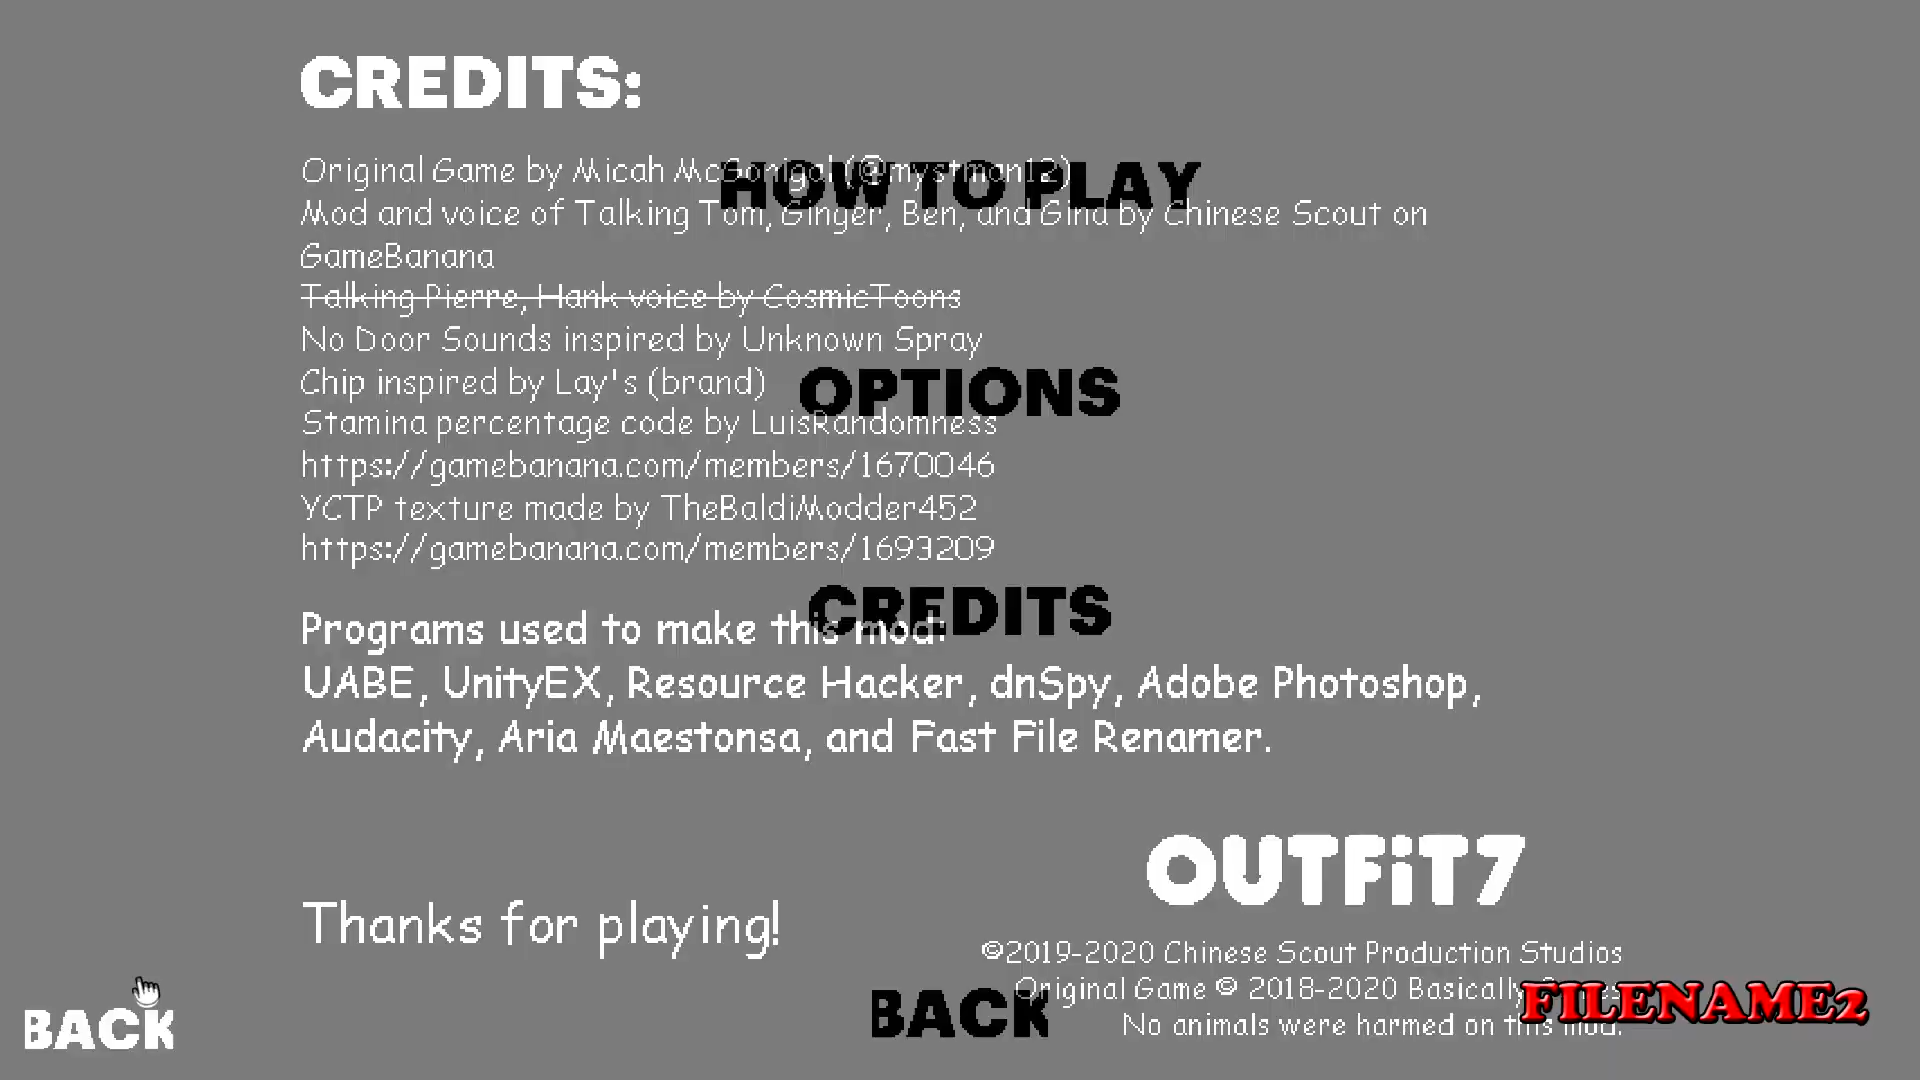 CREDITS:
Original Game by Micah McGonigal (@mystman12)
HOW TO PLAY
Mod and voice of Talking Tom, Ginger, Ben, and Gina by Chinese Scout on
GameBanana
Talking Pierre, Hank voice by CosmicToons
No Door Sounds inspired by Unknown Spray
Chip inspired by Lay's (brand)
OPTIONS
Stamina percentage code by LuisRandomness
https://gamebanana.com/members/1670046
YCTP texture made by TheBaldiModder452
https://gamebanana.com/members/1693209
CREDITS
Programs used to make this mod:
UABE, UnityEX, Resource Hacker, dnSpy, Adobe Photoshop,
Audacity, Aria Maestonsa, and Fast File Renamer.
OUTFiT7
Thanks for playing!
©2019-2020 Chinese Scout Production Studios
Original Game © 2018-2020 Basically Games
FILENAME2
No animals were harmed on this mod.
BACK
BACK